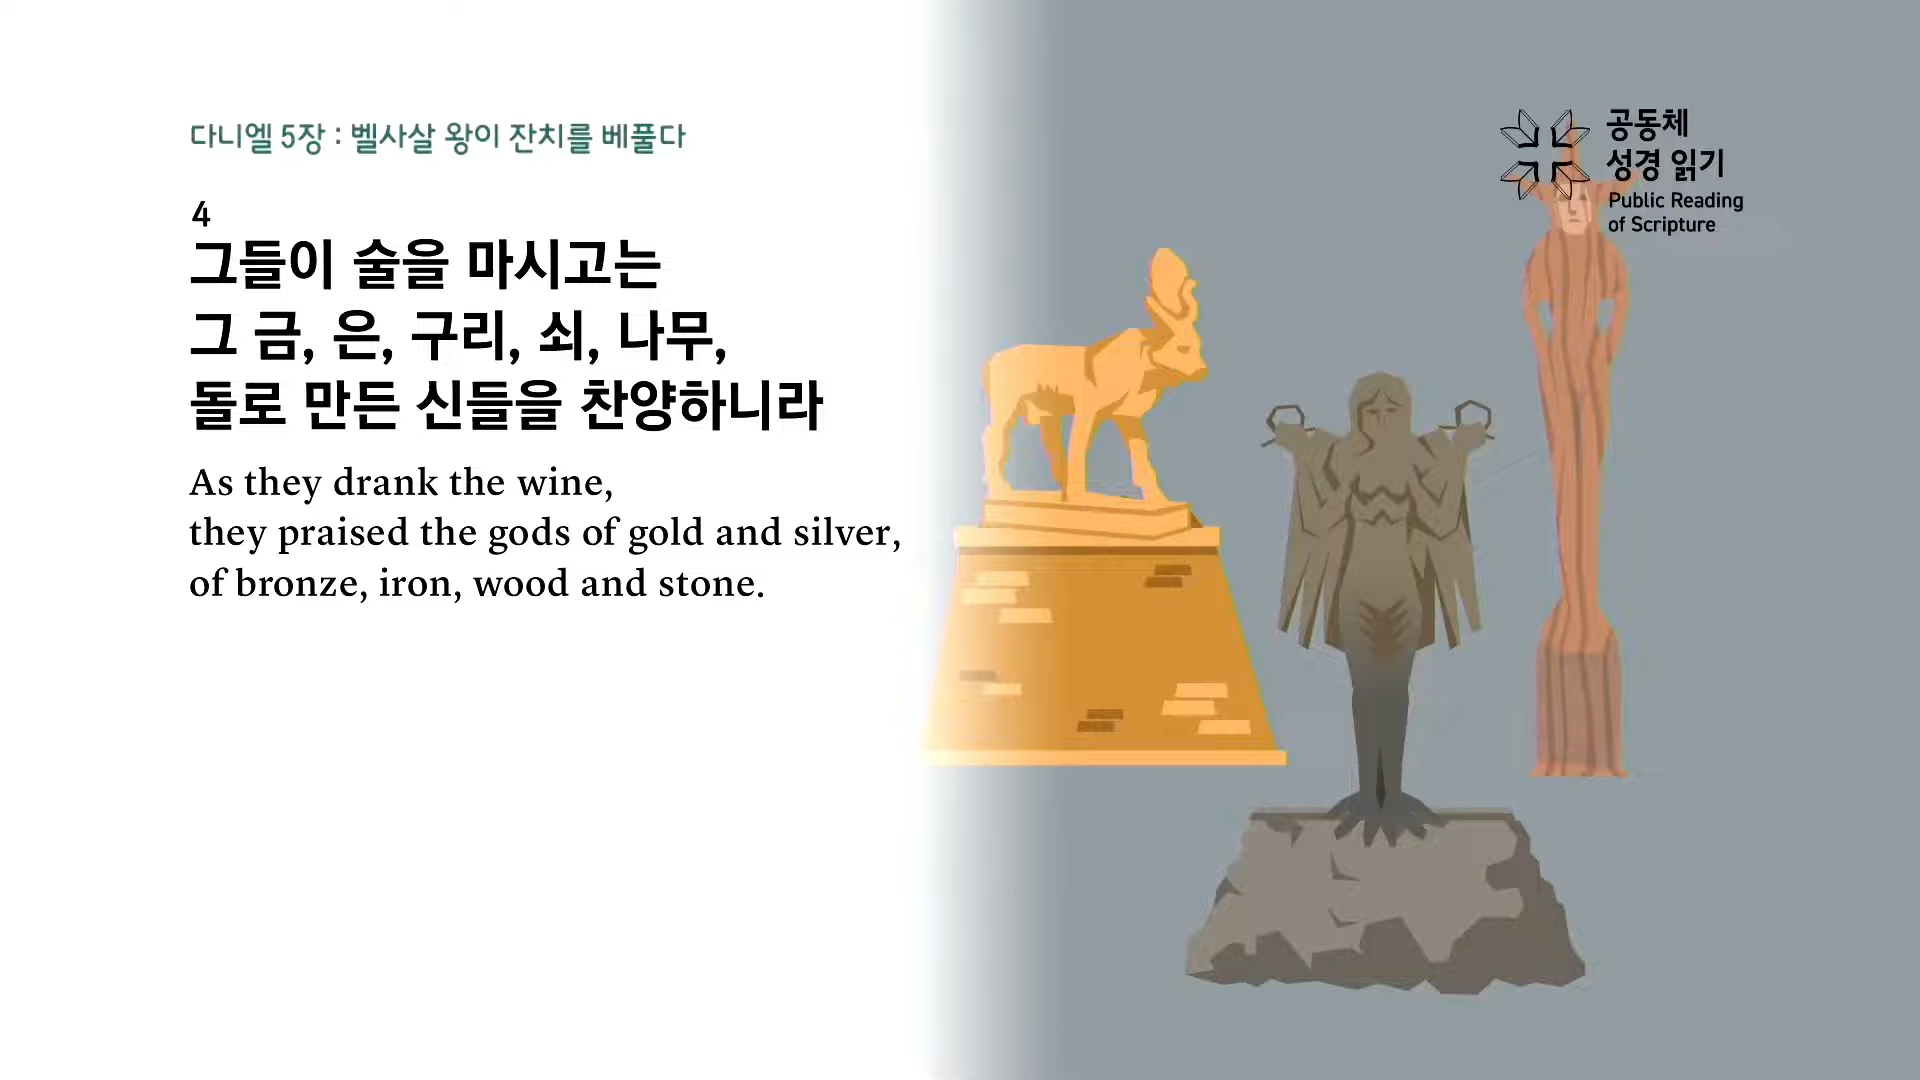 다니엘 5장 : 벨사살 왕이 잔치를 베풀다
4
그들이 술을 마시고는
그 금, 은, 구리, 쇠, 나무,
돌로 만든 신들을 찬양하니라
As they drank the wine,
they praised the gods of gold and silver,
of bronze, iron, wood and stone.
공동체
성경 읽기
Public Reading
of Scripture